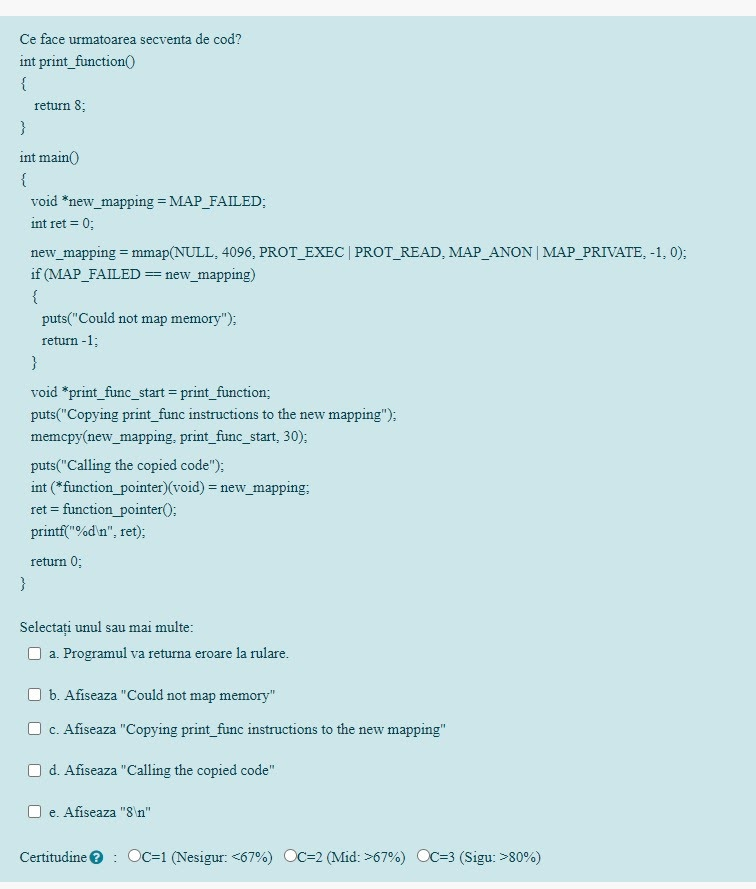 Ce face urmatoarea secventa de cod?
int print_function()
{
return 8;
}
int main()
{
void *new_mapping = MAP_FAILED;
int ret = 0;
new_mapping = mmap(NULL, 4096, PROT_EXEC | PROT_READ, MAP_ANON | MAP_PRIVATE, -1, 0);
if (MAP_FAILED == new_mapping)
{
puts("Could not map memory");
return -1;
}
void *print_func_start = print_function;
puts("Copying print_func instructions to the new mapping");
memcpy(new_mapping, print_func_start, 30);
puts("Calling the copied code");
int (*function_pointer)(void) = new_mapping;
ret = function_pointer();
printf("%d\n", ret);
return 0;
}
Selectați unul sau mai multe:
a. Programul va returna eroare la rulare.
b. Afiseaza "Could not map memory"
c. Afiseaza "Copying print_func instructions to the new mapping"
d. Afiseaza "Calling the copied code"
e. Afiseaza "8\n"
Certitudine ? : C=1 (Nesigur: <67%) C=2 (Mid: >67%) C=3 (Sigu: >80%)